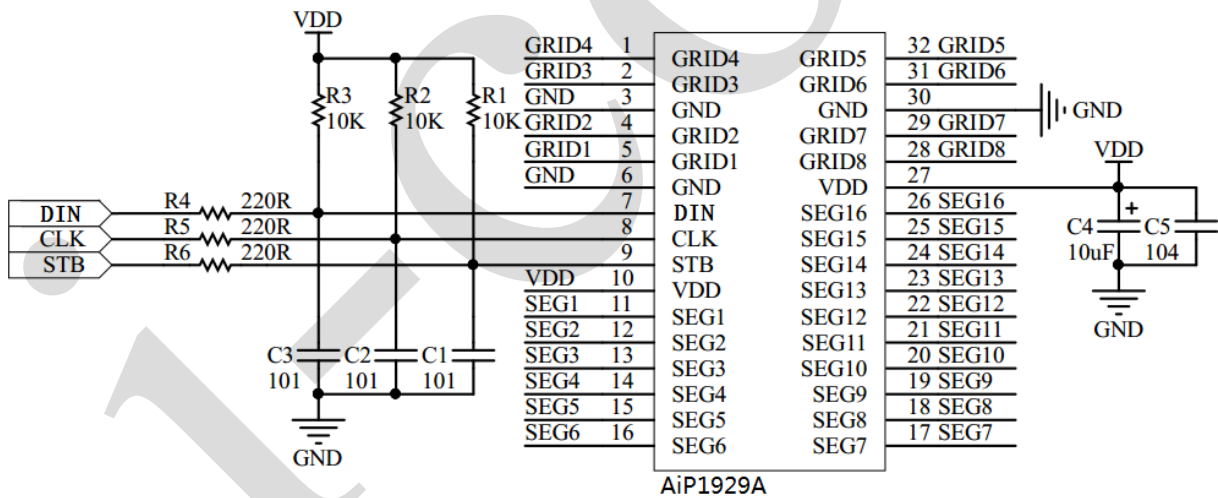 VDD
R3
10K
R2
10K
R1
10K
DIN
CLK
STB
R4 220R
R5
R6 220R
C3
101
C2
101
C1
101
GND
GRID4 1 GRID4 GRID5 32 GRID5
GRID3 2 GRID3 GRID6 31 GRID6
GND 3 GND GND 30 GND
GRID2 4 GRID2 GRID7 29 GRID7
GRID1 5 GRID1 GRID8 28 GRID8
GND 6 GND VDD 27 VDD
7 DIN SEG16 26 SEG16
8 CLK SEG15 25 SEG15
9 STB SEG14 24 SEG14
VDD 10 VDD SEG13 23 SEG13
SEG1 11 SEG1 SEG12 22 SEG12
SEG2 12 SEG2 SEG11 21 SEG11
SEG3 13 SEG3 SEG10 20 SEG10
SEG4 14 SEG4 SEG9 19 SEG9
SEG5 15 SEG5 SEG8 18 SEG8
SEG6 16 SEG6 SEG7 17 SEG7
C4
+
10uF
C5
104
GND
AiP1929A